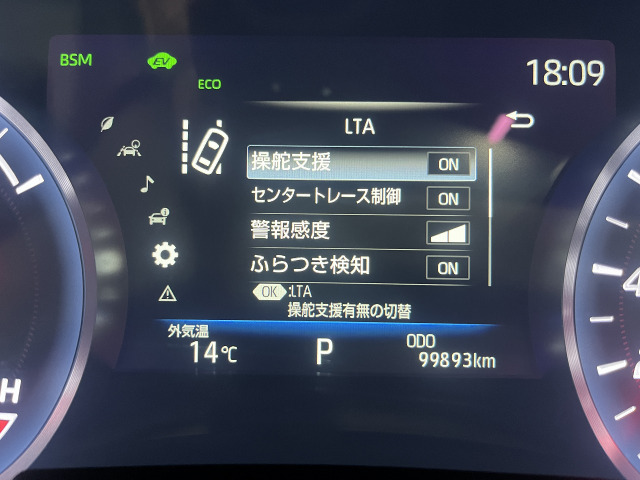 BSM
EV
ECO
18:09
LTA
操舵支援 ON
センタートレース制御 ON
警報感度
ふらつき検知 ON
OK :LTA
操舵支援有無の切替
外気温
14℃
P
ODO
99893km
H
4